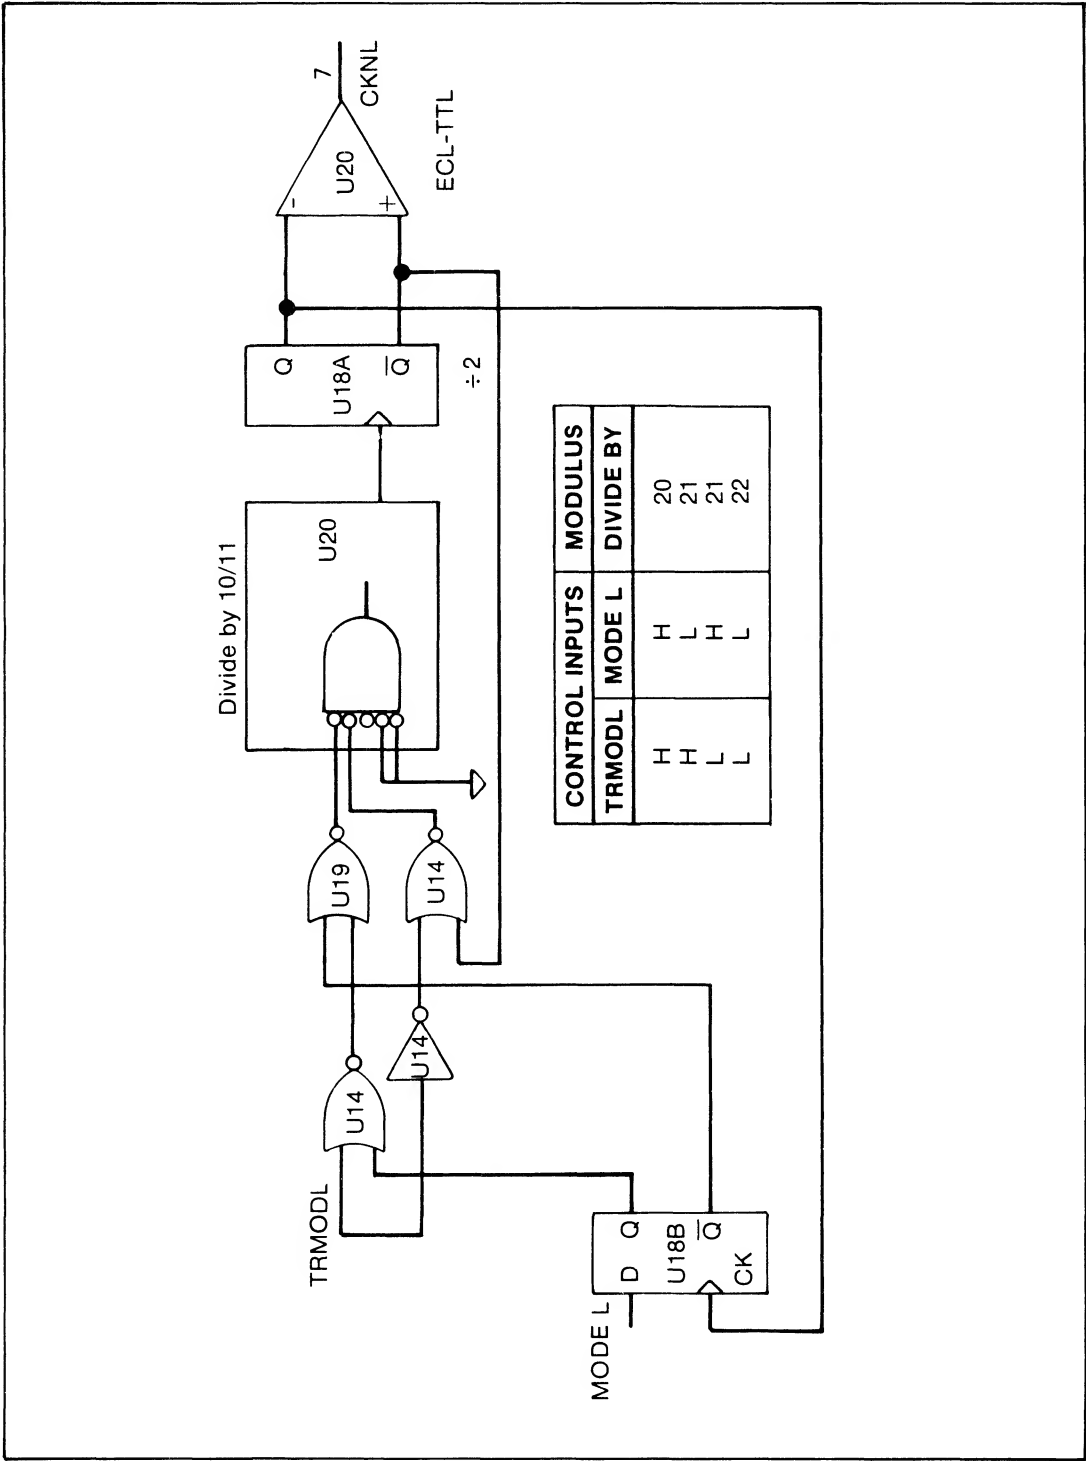 TRMODL
MODE L
D
Q
U18B
Q
CK
U14
U14
U19
U14
Divide by 10/11
U20
Q
U18A
Q
÷2
-
+
U20
7
CKNL
ECL-TTL
CONTROL INPUTS MODULUS
TRMODL MODE L DIVIDE BY
H H 20
H L 21
L H 21
L L 22